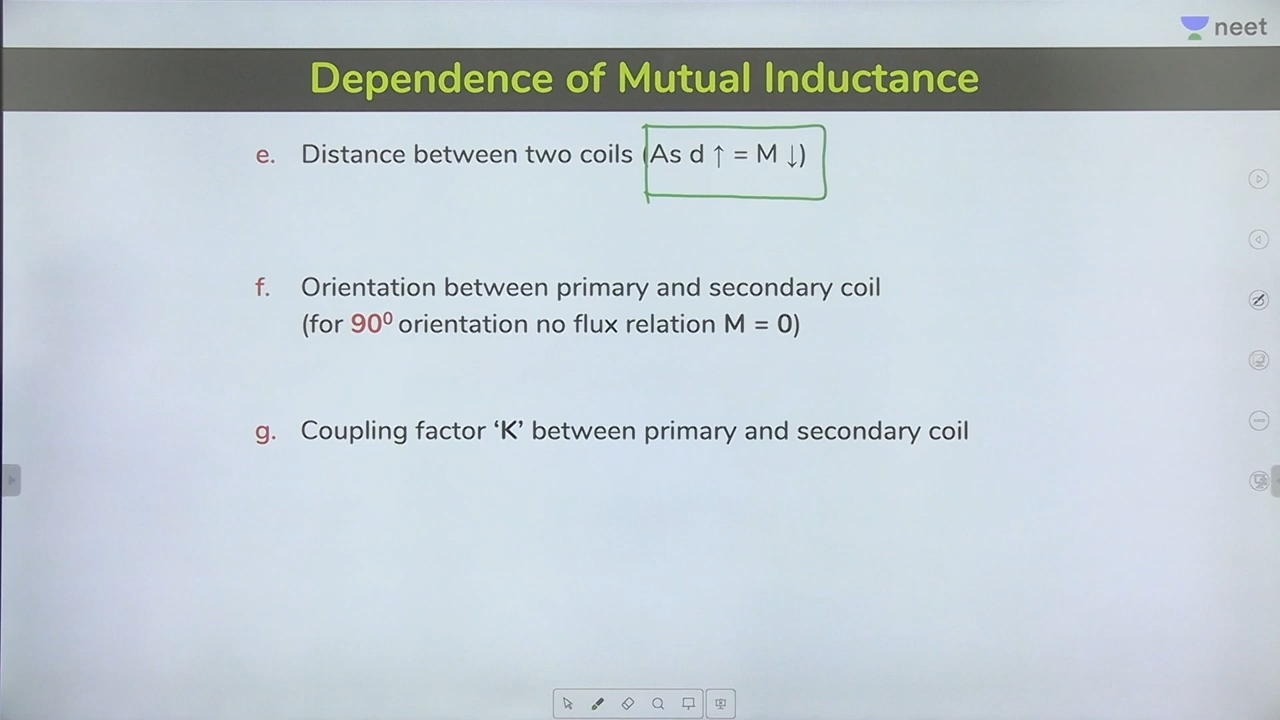 neet
Dependence of Mutual Inductance
e. Distance between two coils (As d ↑ = M ↓)
f. Orientation between primary and secondary coil
(for 90⁰ orientation no flux relation M = 0)
g. Coupling factor ‘K’ between primary and secondary coil